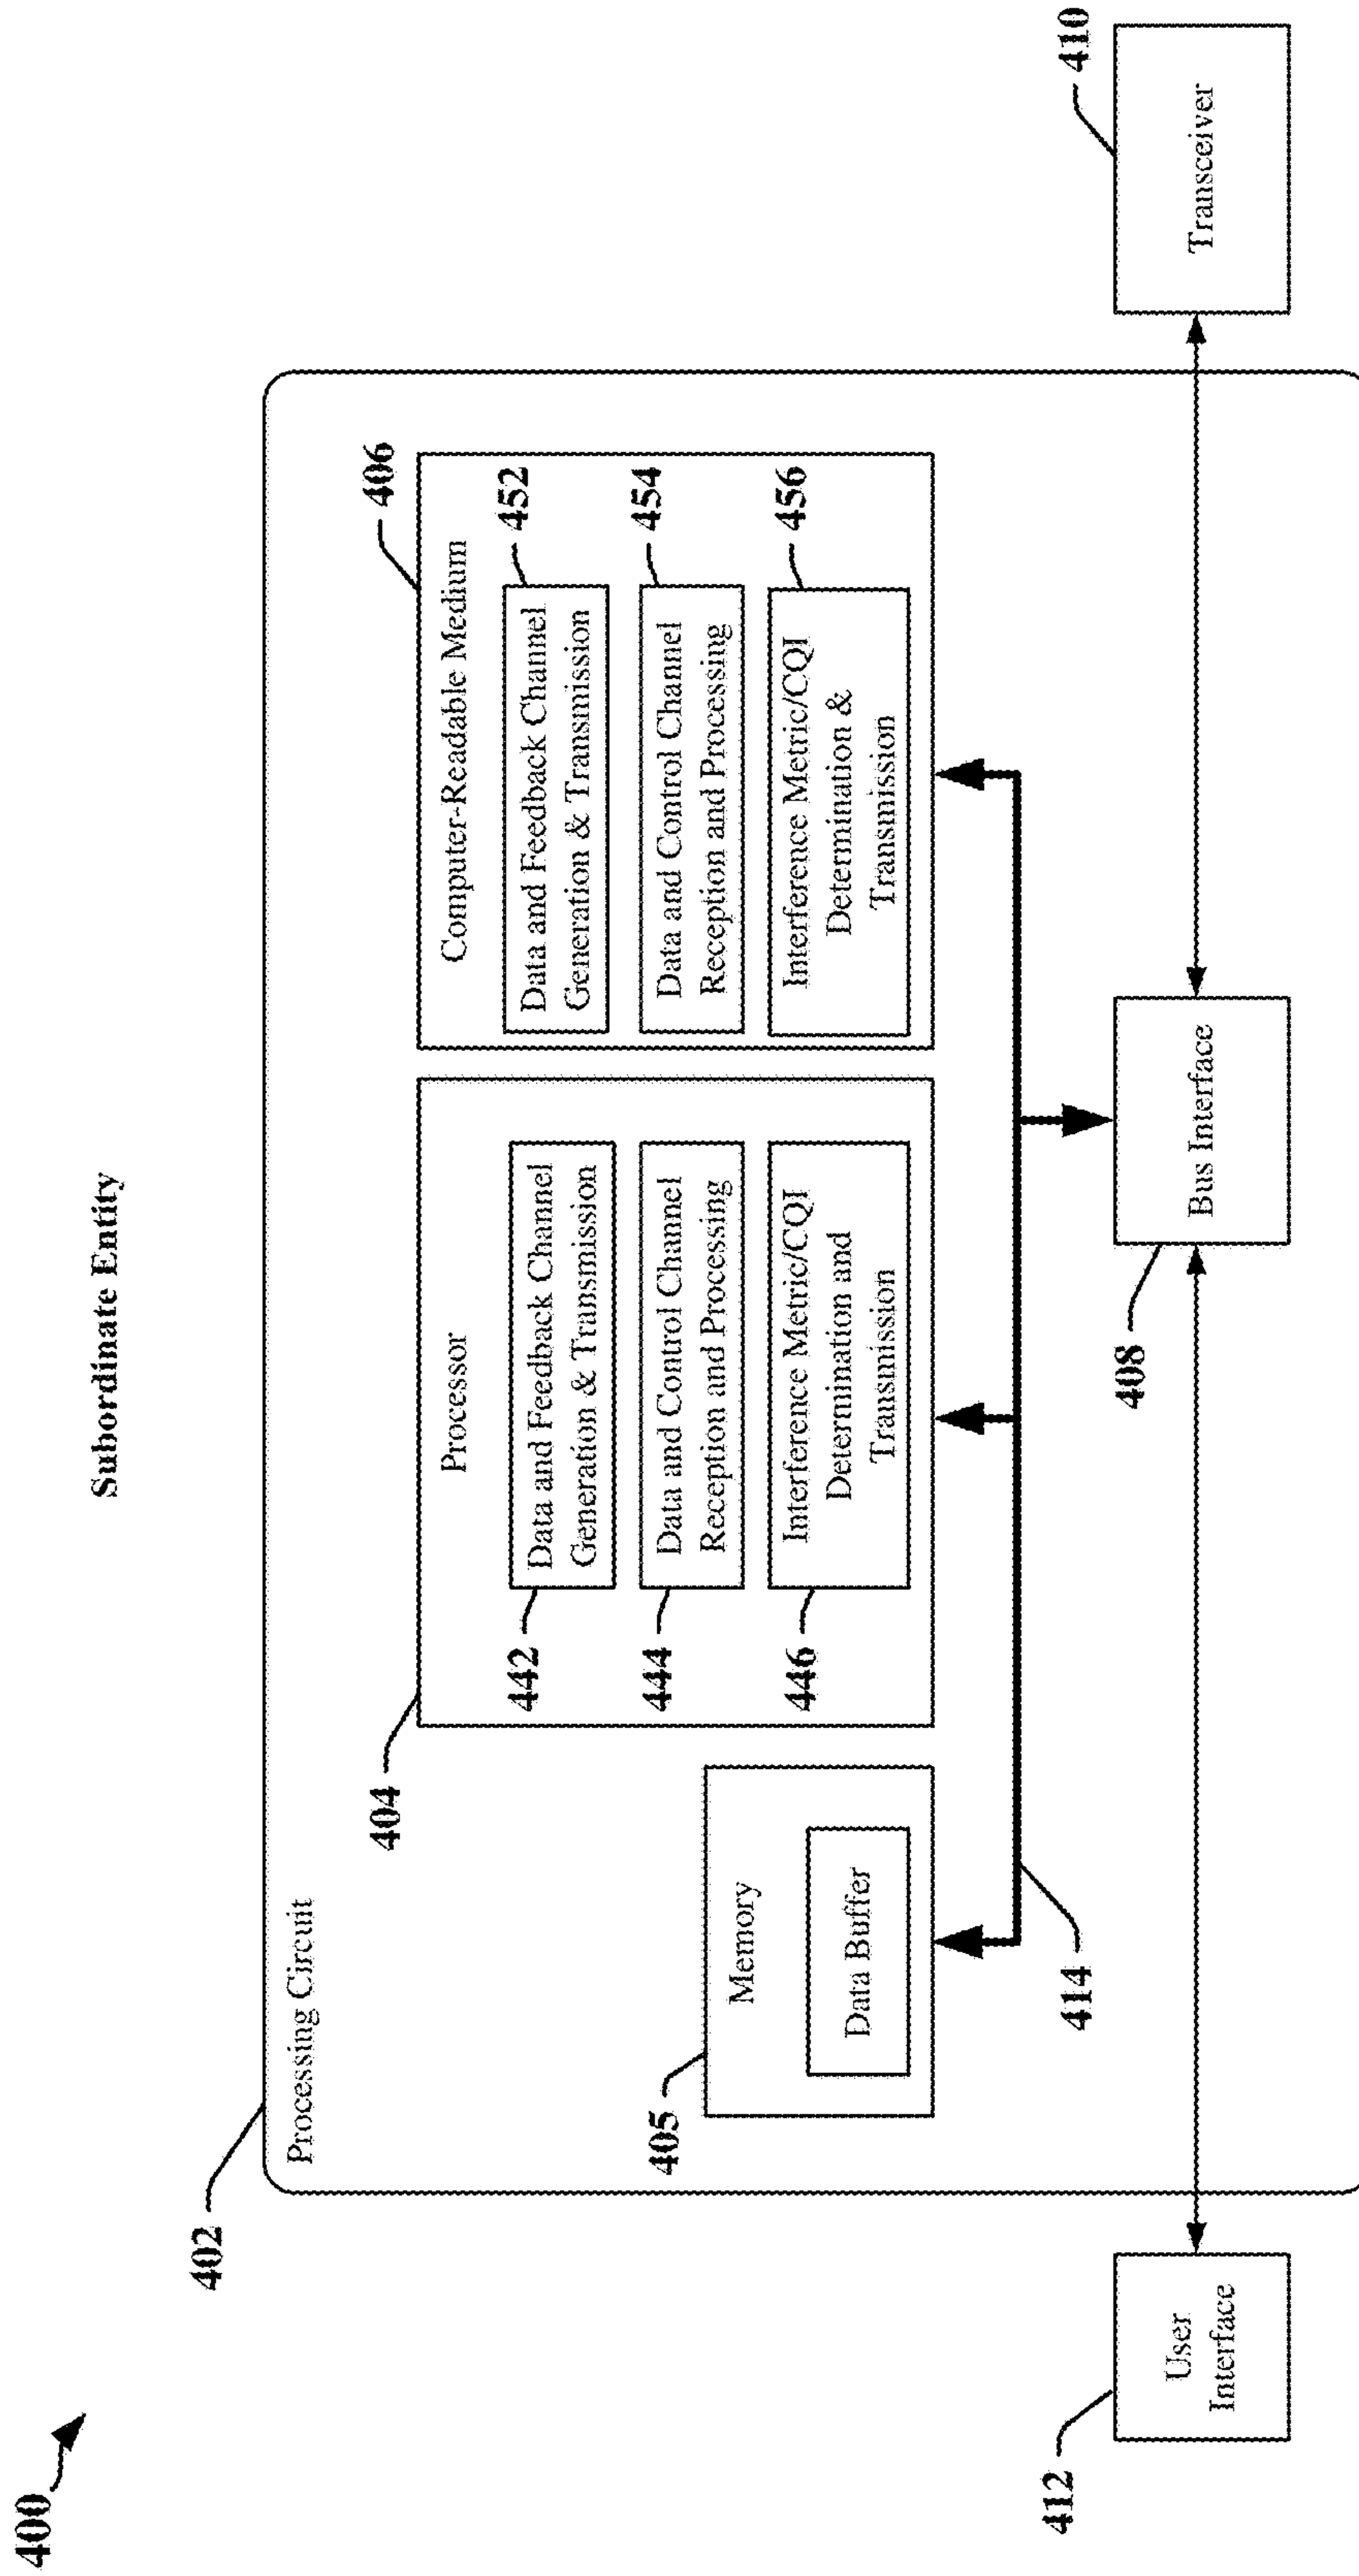 400
Subordinate Entity
402
Processing Circuit
404
406
Processor
Computer-Readable Medium
442
Data and Feedback Channel
Generation & Transmission
Data and Feedback Channel
Generation & Transmission
452
405
Memory
444
Data and Control Channel
Reception and Processing
Data and Control Channel
Reception and Processing
454
Data Buffer
446
Interference Metric/CQI
Determination and
Transmission
Interference Metric/CQI
Determination &
Transmission
456
414
412
User
Interface
408
Bus Interface
410
Transceiver